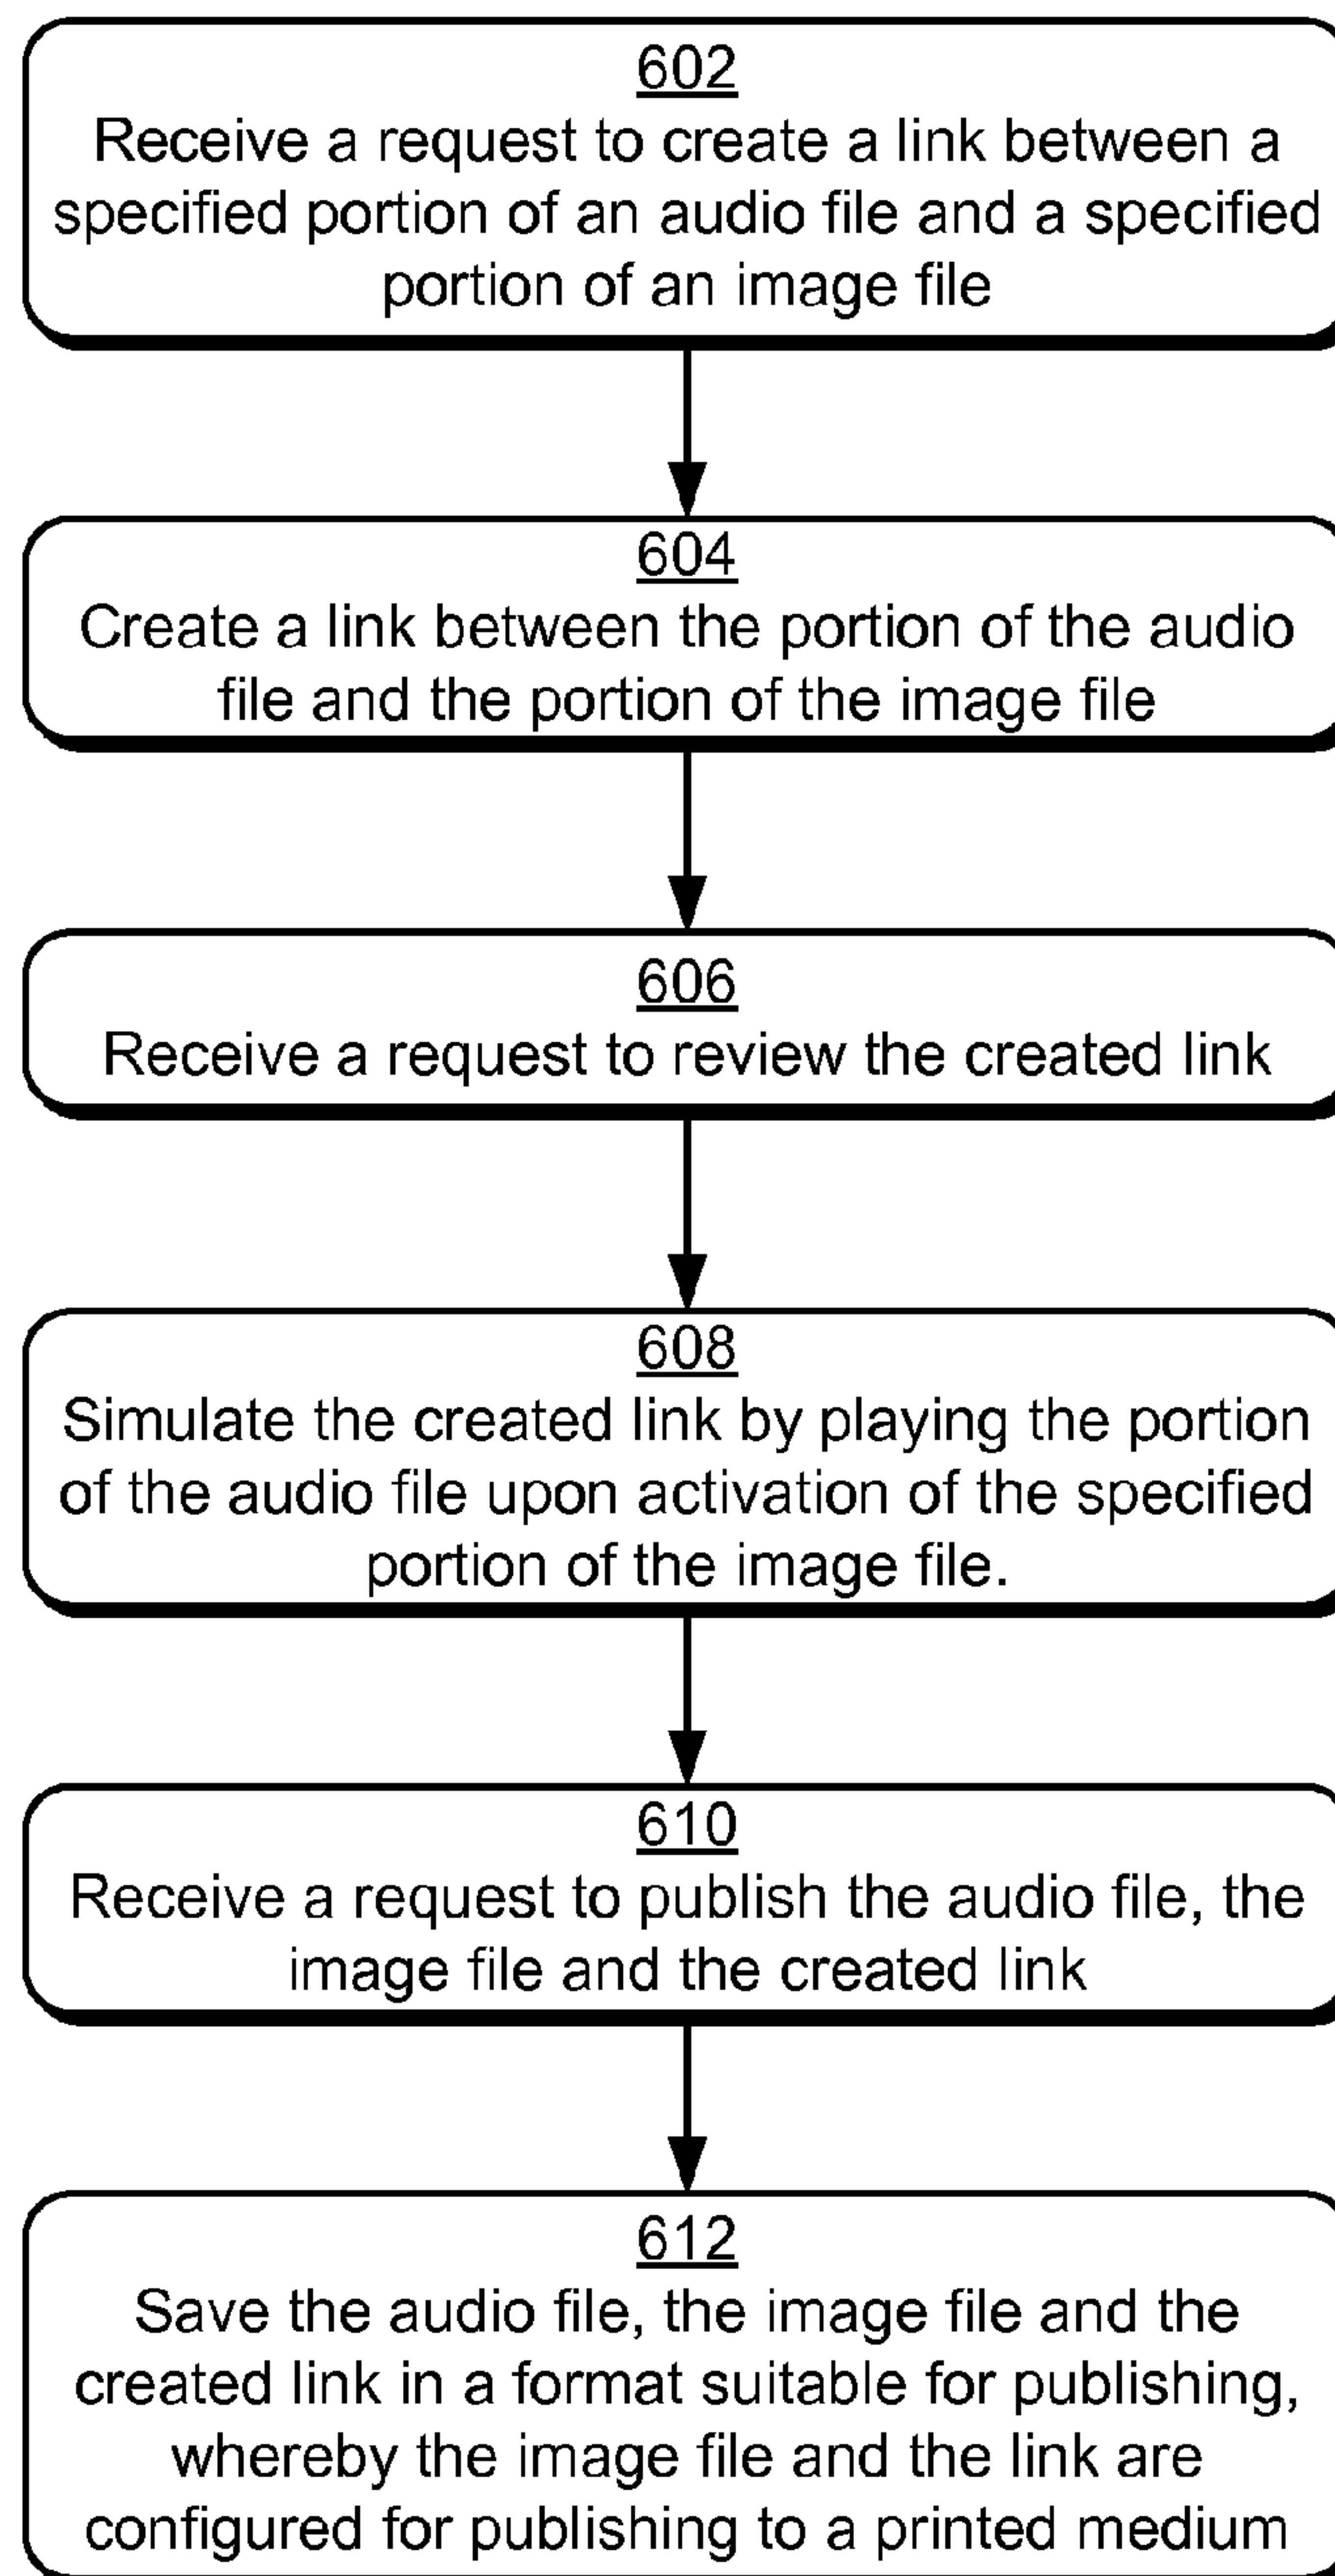 602
Receive a request to create a link between a
specified portion of an audio file and a specified
portion of an image file
604
Create a link between the portion of the audio
file and the portion of the image file
606
Receive a request to review the created link
608
Simulate the created link by playing the portion
of the audio file upon activation of the specified
portion of the image file.
610
Receive a request to publish the audio file, the
image file and the created link
612
Save the audio file, the image file and the
created link in a format suitable for publishing,
whereby the image file and the link are
configured for publishing to a printed medium